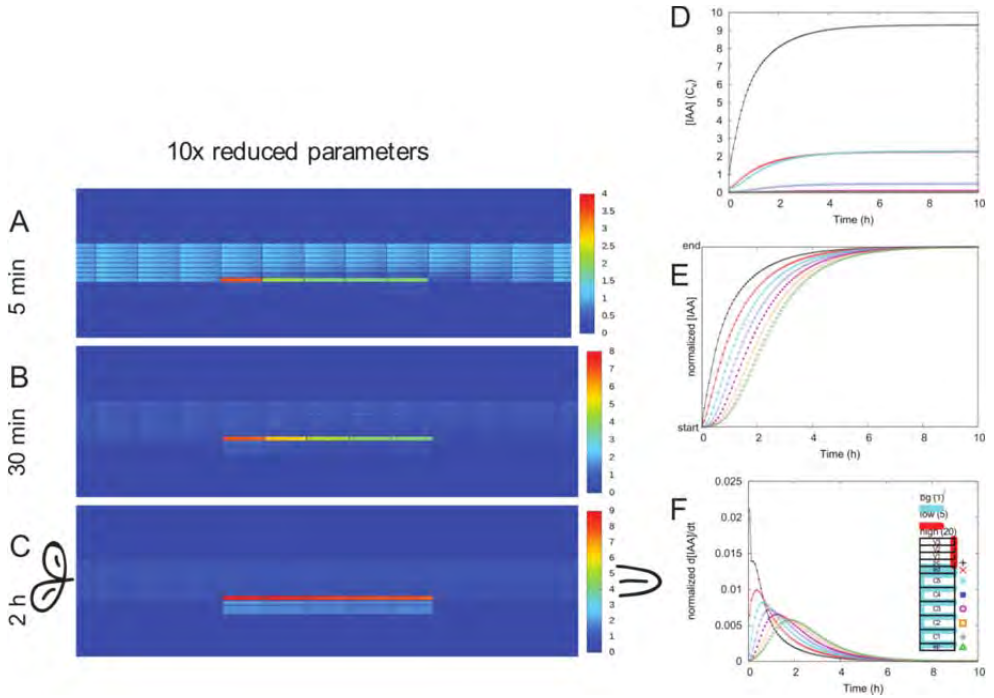 10x reduced parameters
A
5 min
4
3.5
3
2.5
2
1.5
1
0.5
0
B
30 min
8
7
6
5
4
3
2
1
0
C
2 h
9
8
7
6
5
4
3
2
1
0
D
[IAA] (Cv)
10
9
8
7
6
5
4
3
2
1
0
0 2 4 6 8 10
Time (h)
E
normalized [IAA]
end
start
0 2 4 6 8 10
Time (h)
F
normalized d[[IAA]]/dt
0.025
0.02
0.015
0.01
0.005
0
0 2 4 6 8 10
Time (h)
bg (1)
low (5)
high (20)
C5
C4
C3
C2
C1